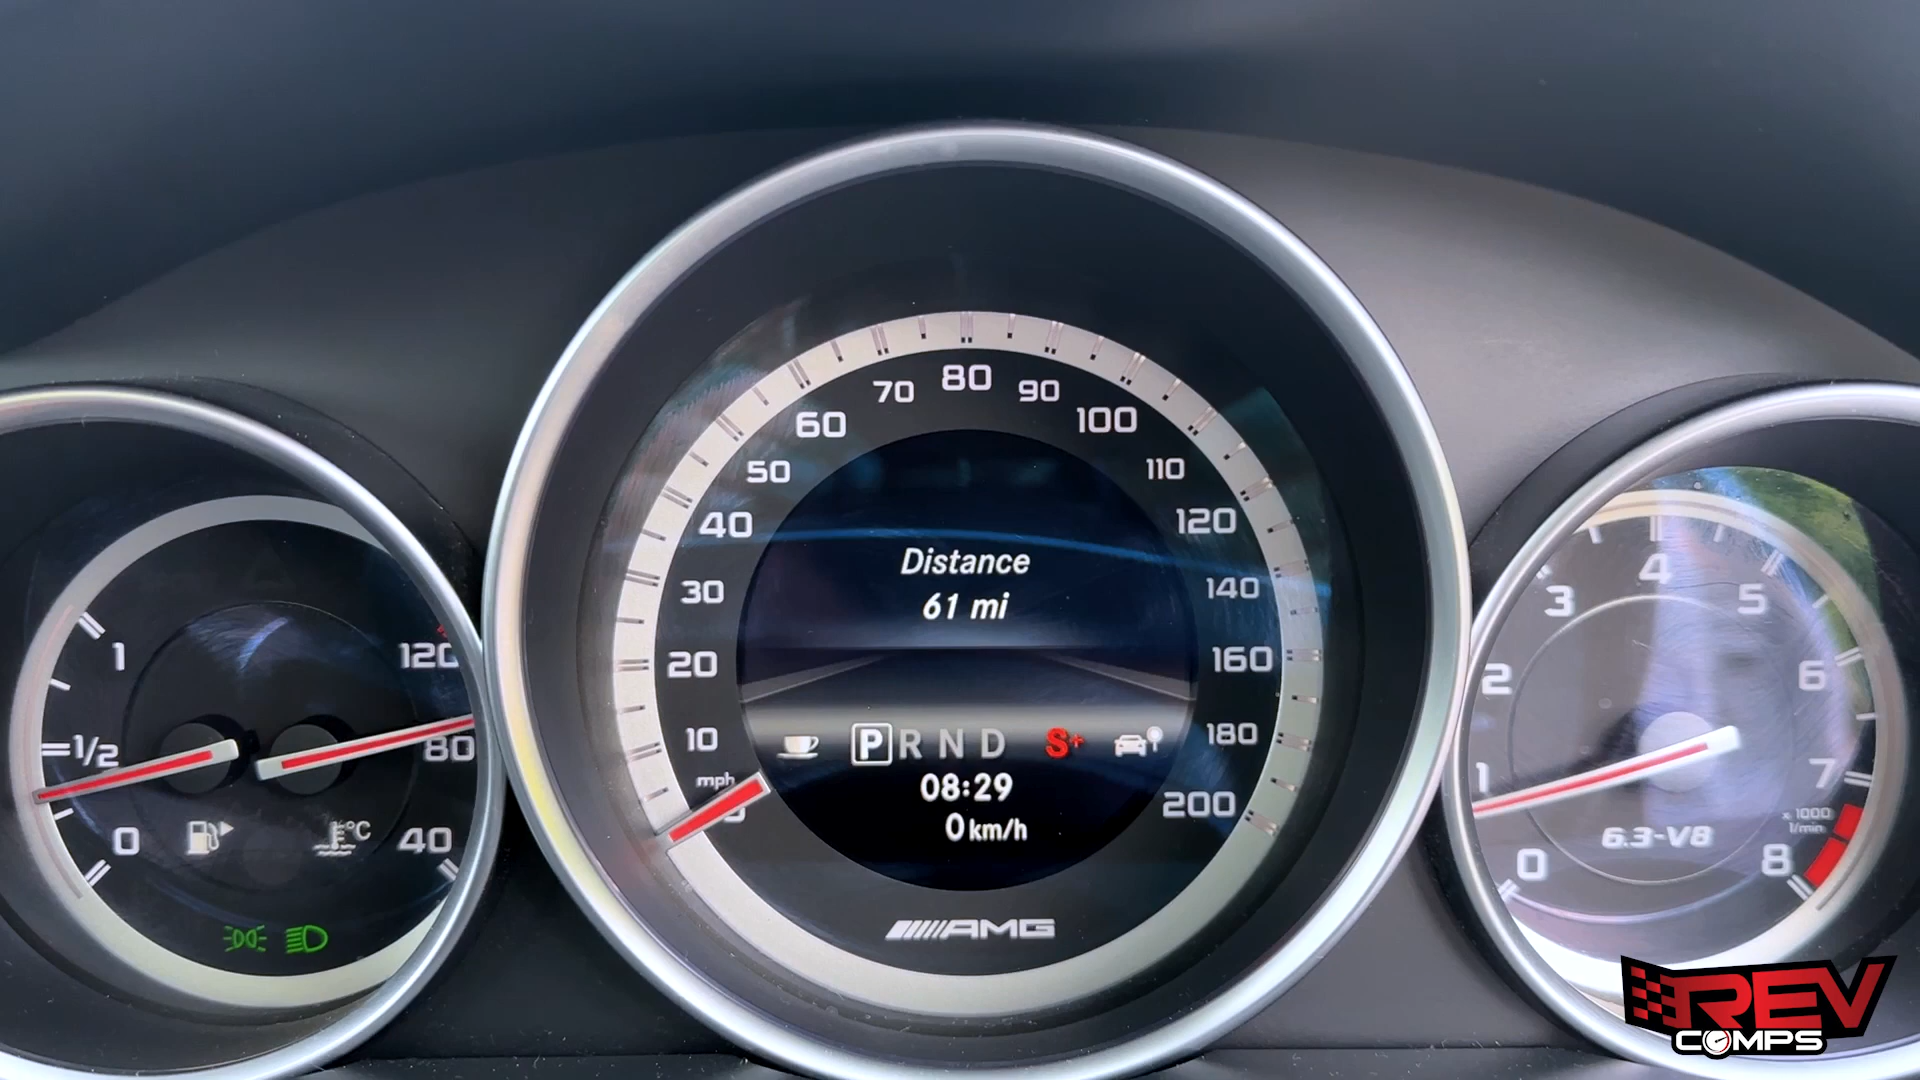 1
1/2
0
120
80
40
°C
80
70
90
60
100
50
110
40
120
30
140
20
160
10
180
mph
200
Distance
61 mi
P R N D S+
08:29
0 km/h
AMG
4
3
5
2
6
1
7
x 1000
1/min
0
8
6.3-V8
REV
COMPS